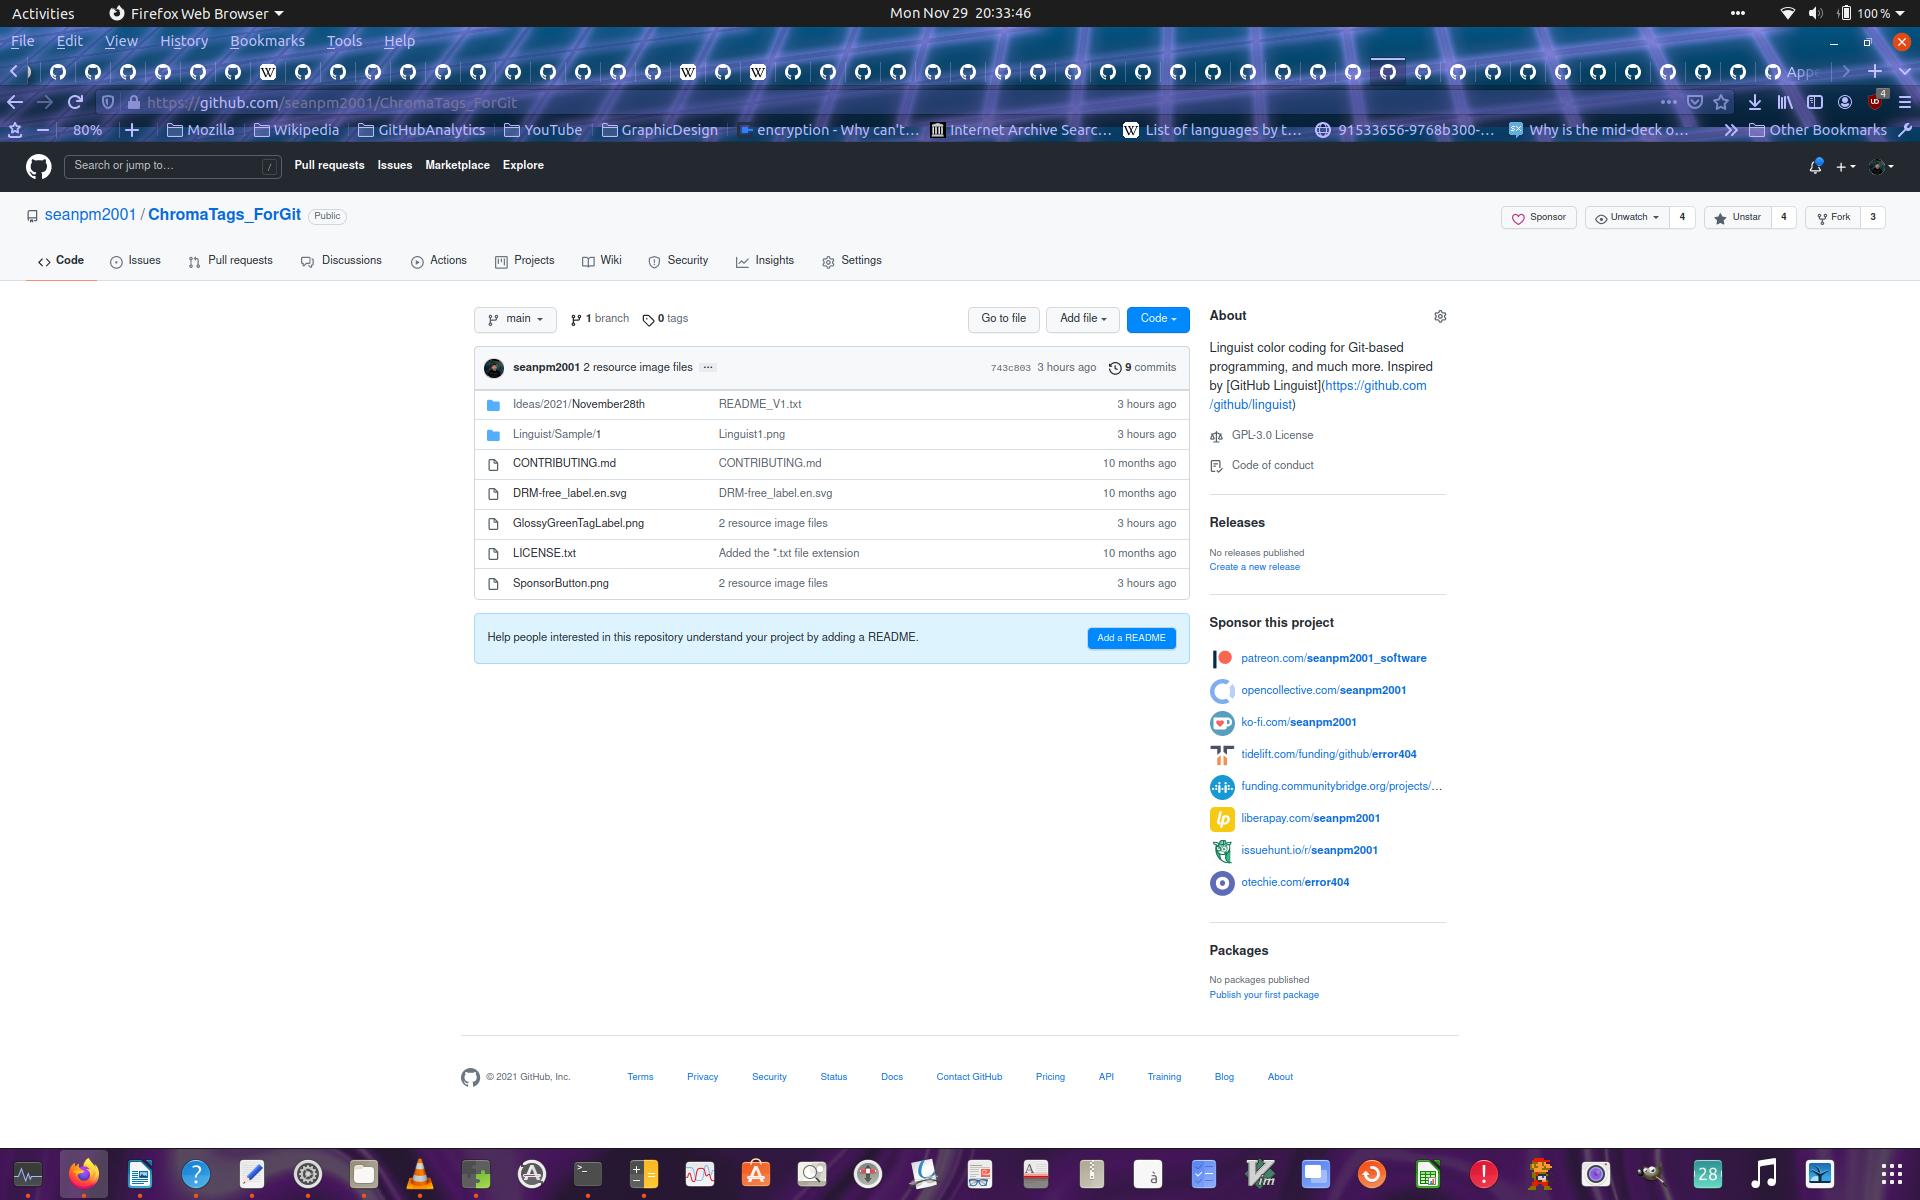 Activities Firefox Web Browser Mon Nov 29 20:33:46 100 %
File Edit View History Bookmarks Tools Help
Appe
https://github.com/seanpm2001/ChromaTags_ForGit 4
80% Mozilla Wikipedia GitHubAnalytics YouTube GraphicDesign encryption - Why can't… Internet Archive Searc… List of languages by t… 91533656-9768b300-… Why is the mid-deck o… Other Bookmarks
Search or jump to… / Pull requests Issues Marketplace Explore
seanpm2001 / ChromaTags_ForGit Public Sponsor Unwatch 4 Unstar 4 Fork 3
Code Issues Pull requests Discussions Actions Projects Wiki Security Insights Settings
main 1 branch 0 tags Go to file Add file Code
seanpm2001 2 resource image files … 743c803 3 hours ago 9 commits
Ideas/2021/November28th README_V1.txt 3 hours ago
Linguist/Sample/1 Linguist1.png 3 hours ago
CONTRIBUTING.md CONTRIBUTING.md 10 months ago
DRM-free_label.en.svg DRM-free_label.en.svg 10 months ago
GlossyGreenTagLabel.png 2 resource image files 3 hours ago
LICENSE.txt Added the *.txt file extension 10 months ago
SponsorButton.png 2 resource image files 3 hours ago
Help people interested in this repository understand your project by adding a README. Add a README
About
Linguist color coding for Git-based
programming, and much more. Inspired
by [GitHub Linguist](https://github.com
/github/linguist)
GPL-3.0 License
Code of conduct
Releases
No releases published
Create a new release
Sponsor this project
patreon.com/seanpm2001_software
opencollective.com/seanpm2001
ko-fi.com/seanpm2001
tidelift.com/funding/github/error404
funding.communitybridge.org/projects/…
liberapay.com/seanpm2001
issuehunt.io/r/seanpm2001
otechie.com/error404
Packages
No packages published
Publish your first package
© 2021 GitHub, Inc. Terms Privacy Security Status Docs Contact GitHub Pricing API Training Blog About
28